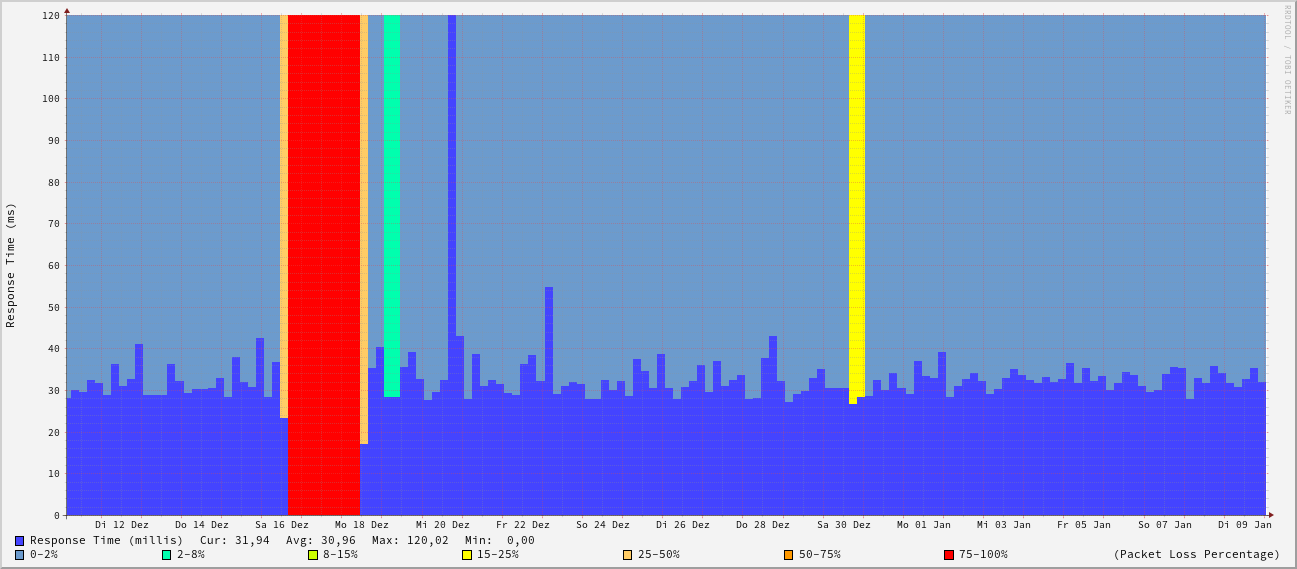 RRDTOOL / TOBI OETIKER
Response Time (ms)
120
110
100
90
80
70
60
50
40
30
20
10
0
Di 12 Dez Do 14 Dez Sa 16 Dez Mo 18 Dez Mi 20 Dez Fr 22 Dez So 24 Dez Di 26 Dez Do 28 Dez Sa 30 Dez Mo 01 Jan Mi 03 Jan Fr 05 Jan So 07 Jan Di 09 Jan
Response Time (millis) Cur: 31,94 Avg: 30,96 Max: 120,02 Min: 0,00
0-2% 2-8% 8-15% 15-25% 25-50% 50-75% 75-100% (Packet Loss Percentage)